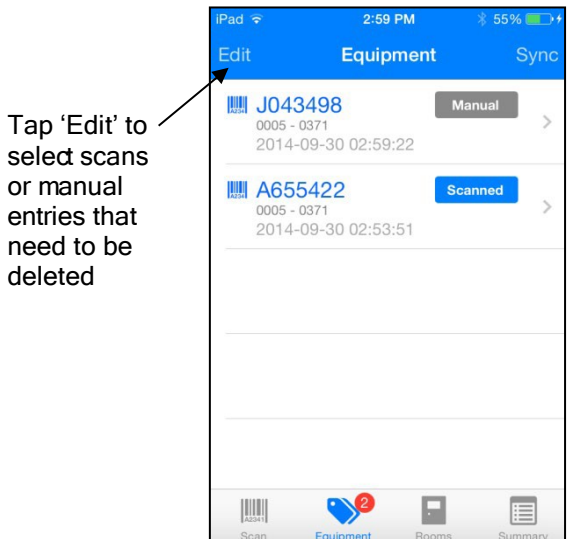 iPad 2:59 PM 55%
Edit Equipment Sync
Tap ‘Edit’ to
select scans
or manual
entries that
need to be
deleted
J043498 Manual
0005 - 0371
2014-09-30 02:59:22
A655422 Scanned
0005 - 0371
2014-09-30 02:53:51
2
Scan Equipment Rooms Summary